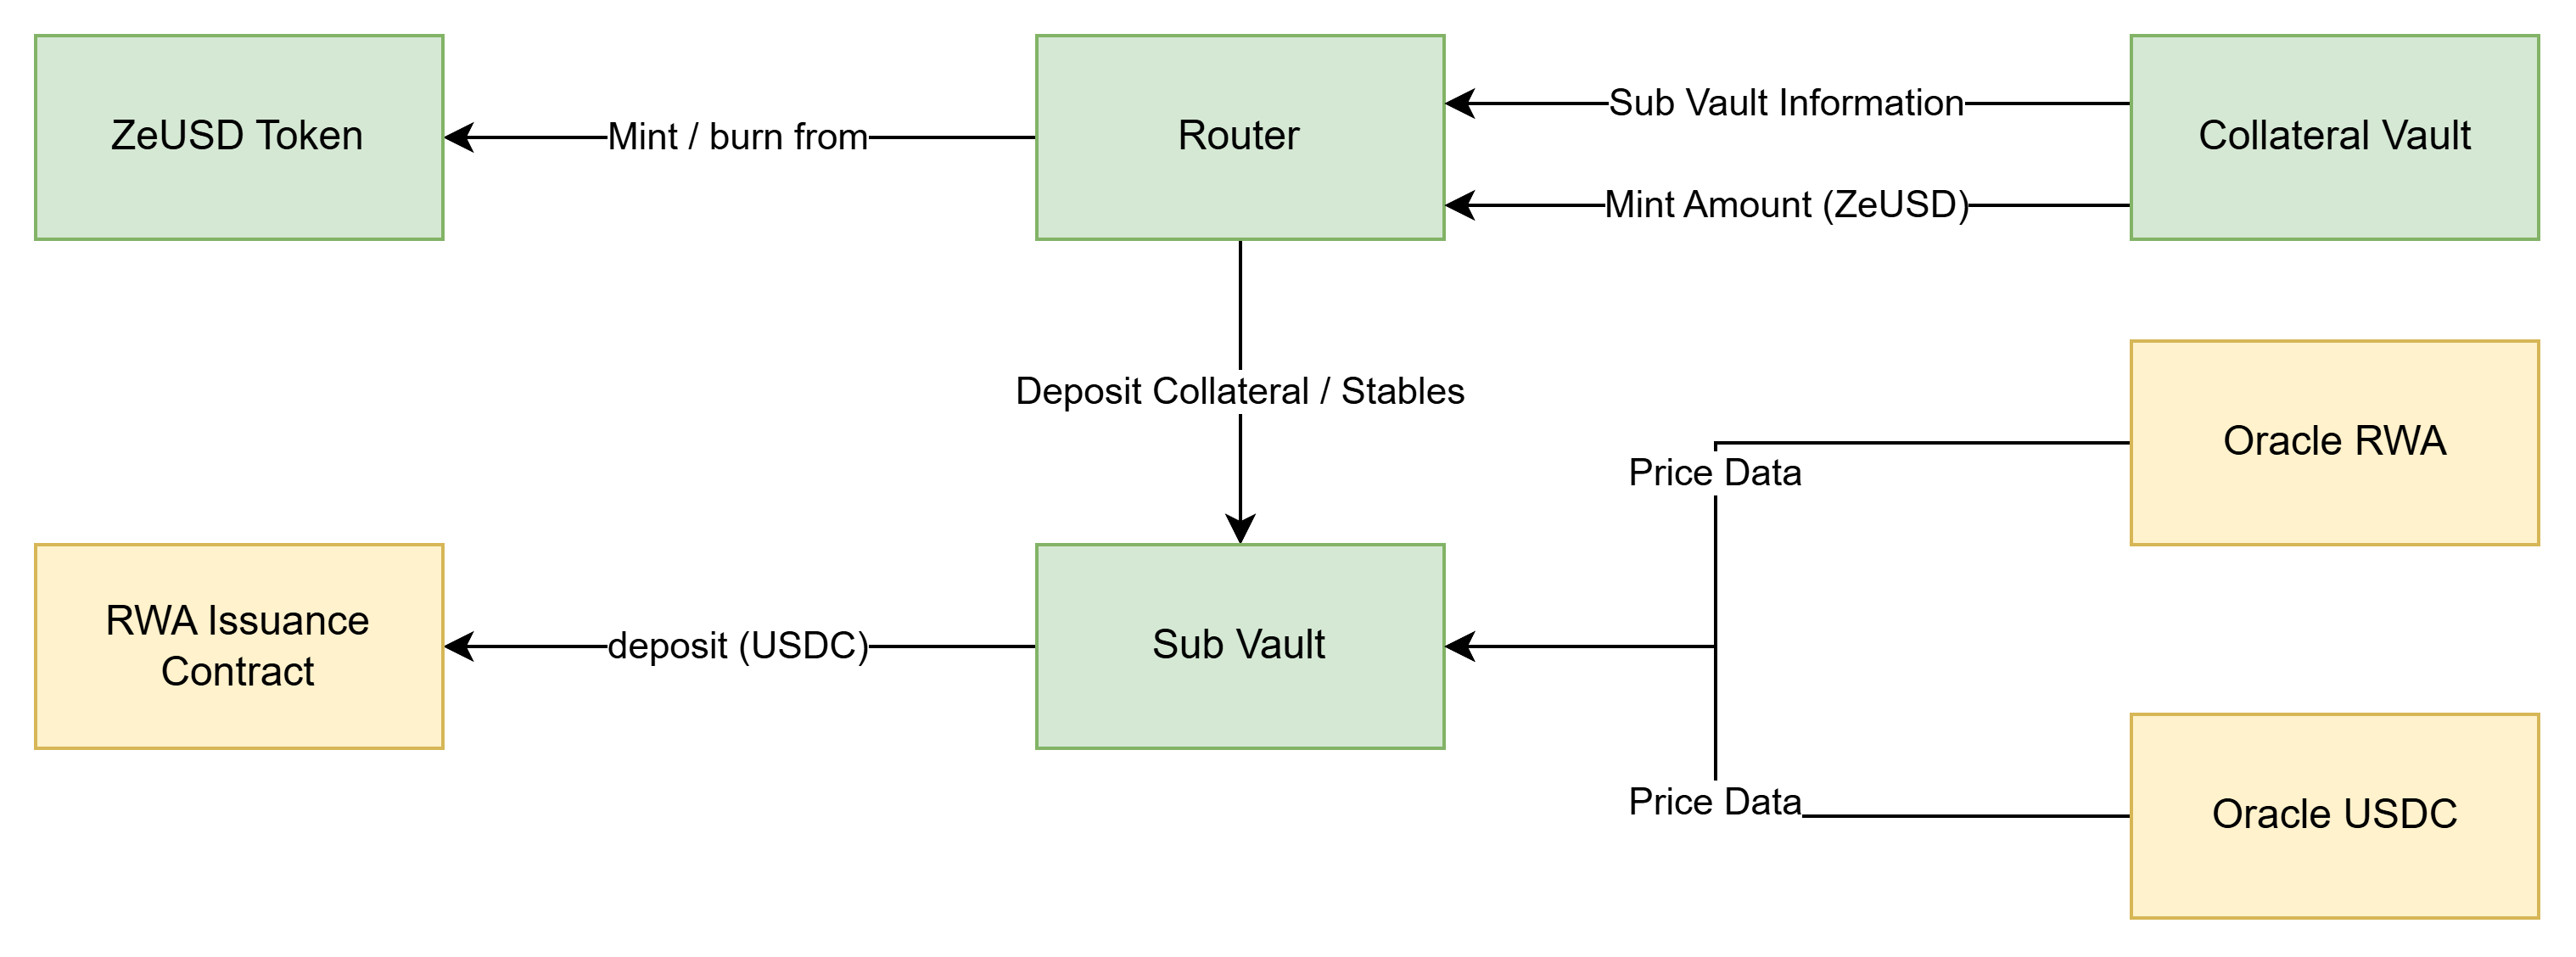 ZeUSD Token
Mint / burn from
Router
Sub Vault Information
Mint Amount (ZeUSD)
Collateral Vault
Deposit Collateral / Stables
Price Data
Oracle RWA
RWA Issuance
Contract
deposit (USDC)
Sub Vault
Price Data
Oracle USDC